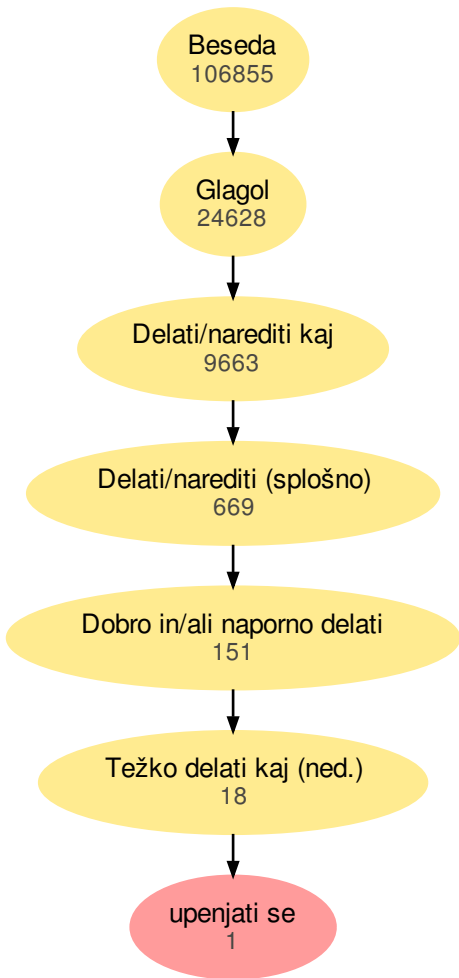 Beseda
106855
Glagol
24628
Delati/narediti kaj
9663
Delati/narediti (splošno)
669
Dobro in/ali naporno delati
151
Težko delati kaj (ned.)
18
upenjati se
1